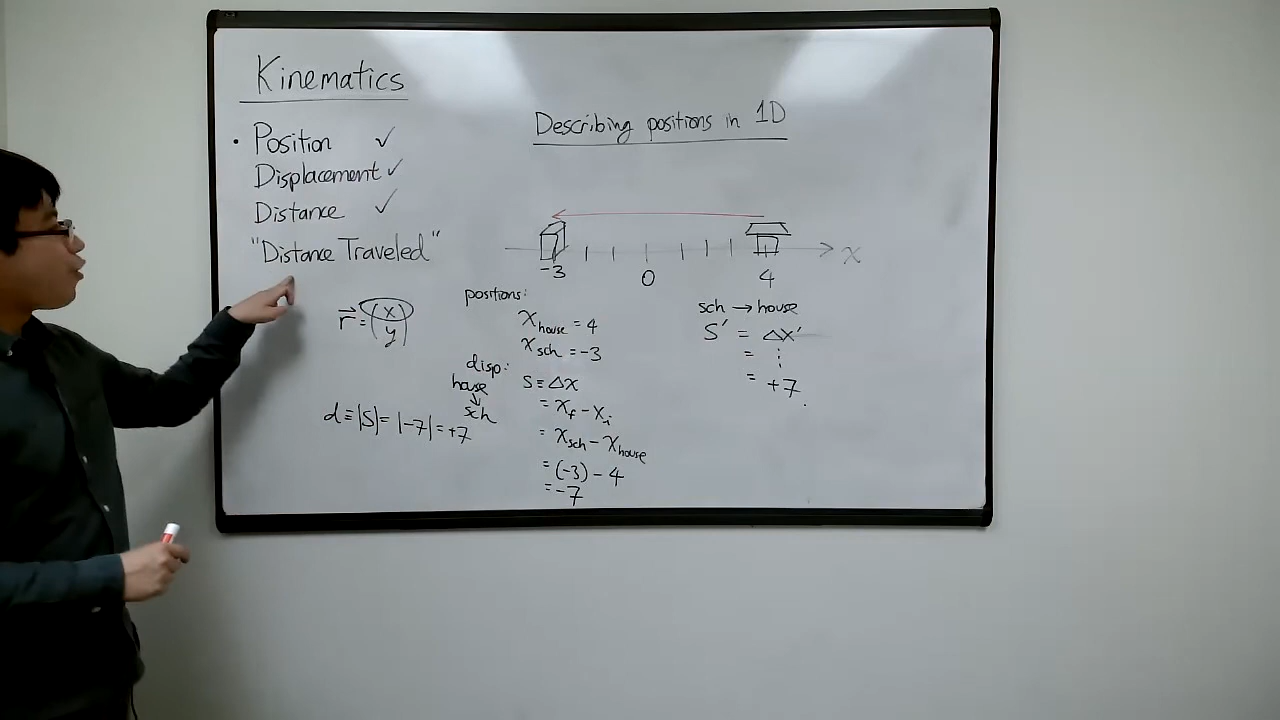 Kinematics
• Position ✓
Displacement ✓
Distance ✓
"Distance Traveled"
Describing positions in 1D
-3 0 4 x
r⃗ = (x
y)
d ≡ |S| = |-7| = +7
positions:
x_house = 4
x_sch = -3
disp:
house
↓
sch
s ≡ Δx
= x_f - x_i
= x_sch - x_house
= (-3) - 4
= -7
sch → house
S' = Δx'
= ⋮
= +7